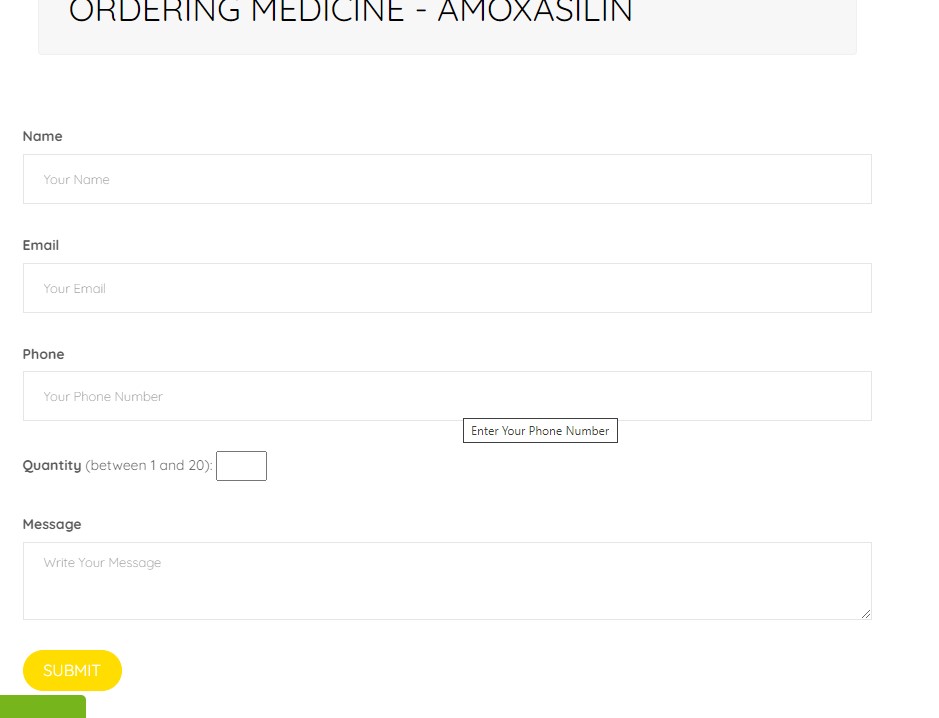 ORDERING MEDICINE - AMOXASILIN
Name
Your Name
Email
Your Email
Phone
Your Phone Number
Enter Your Phone Number
Quantity (between 1 and 20):
Message
Write Your Message
SUBMIT